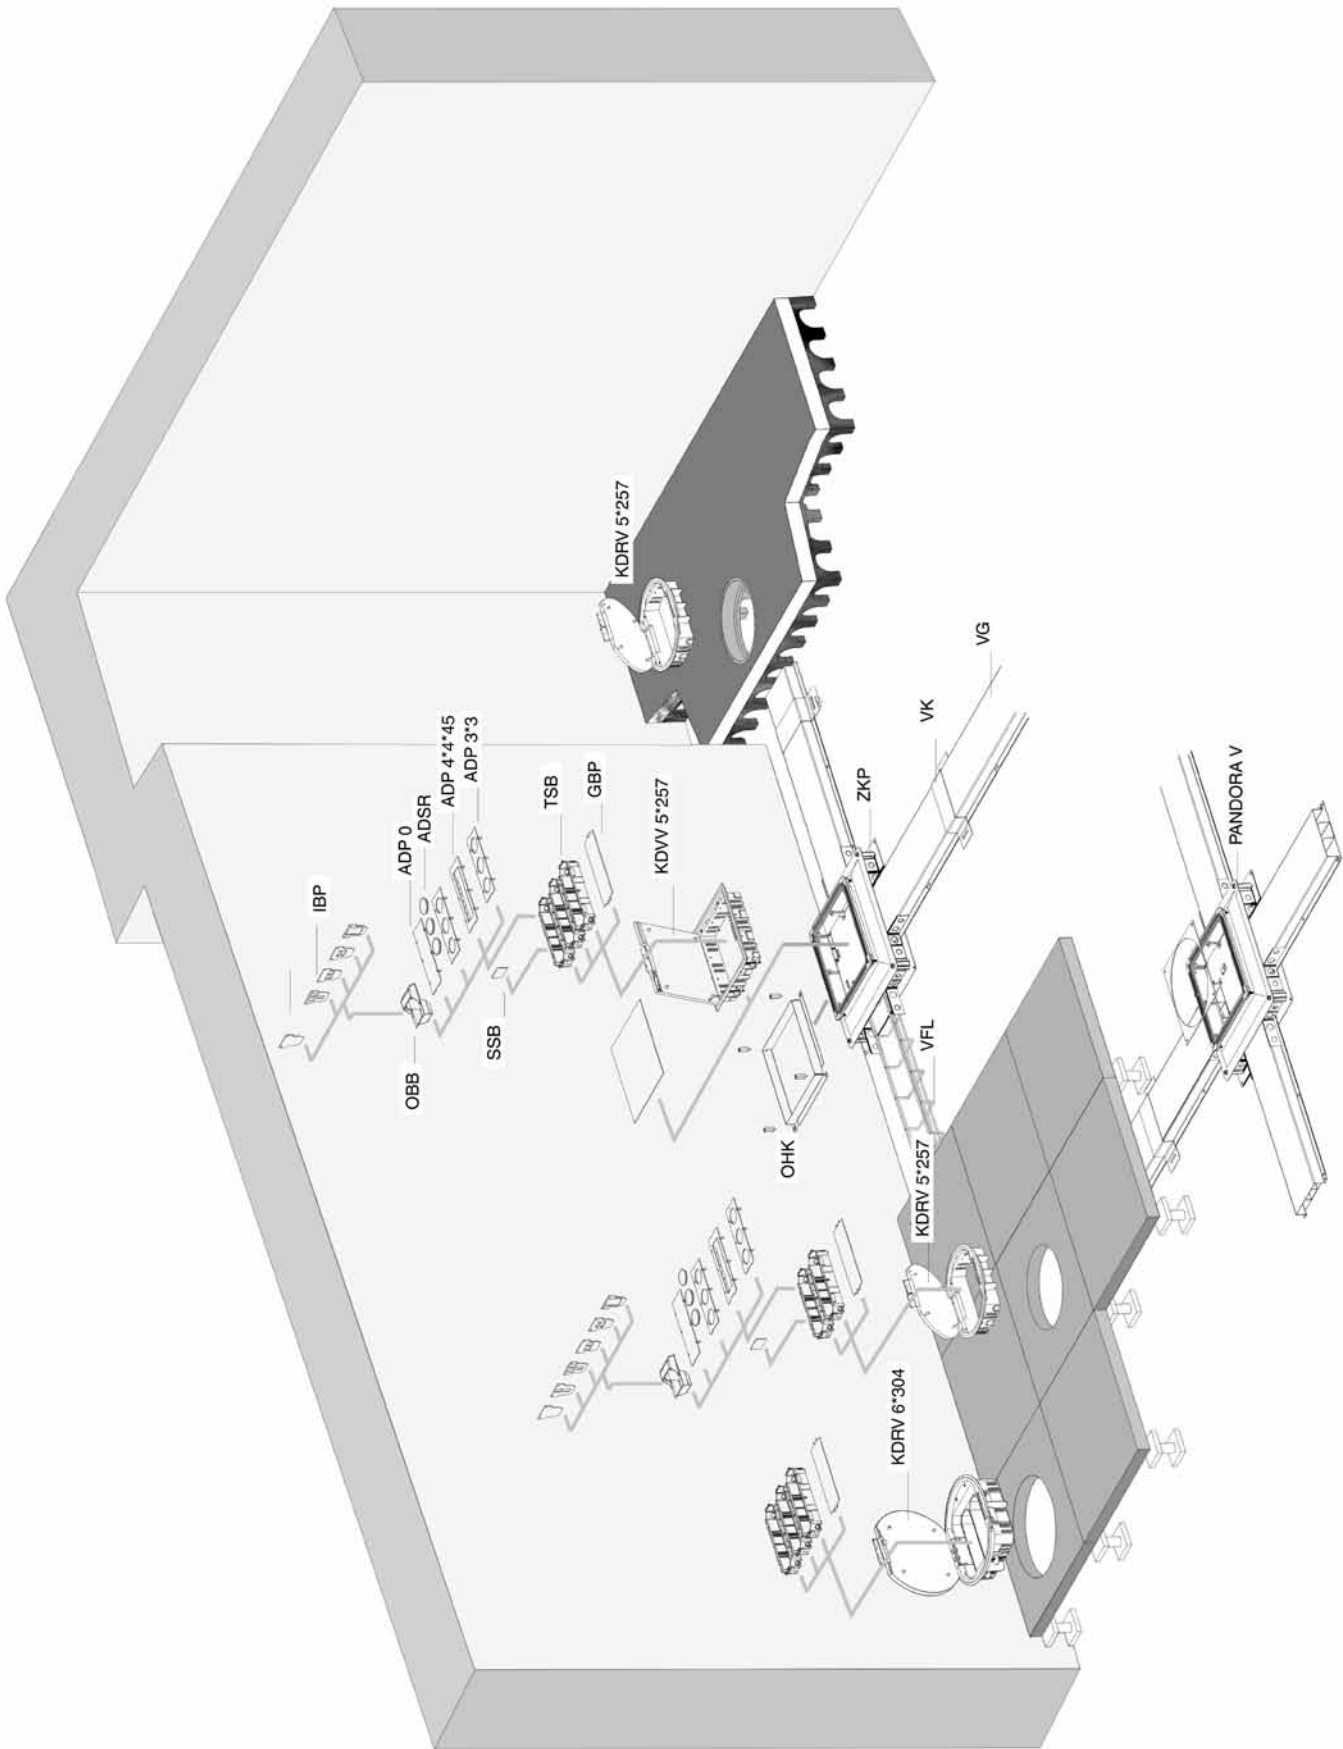 IBP
ADP 0
ADSR
ADP 4*4*45
ADP 3*3
OBB
SSB
TSB
GBP
KDVV 5*257
KDRV 5*257
OHK
ZKP
VK
VG
VFL
KDRV 5*257
KDRV 6*304
PANDORA V